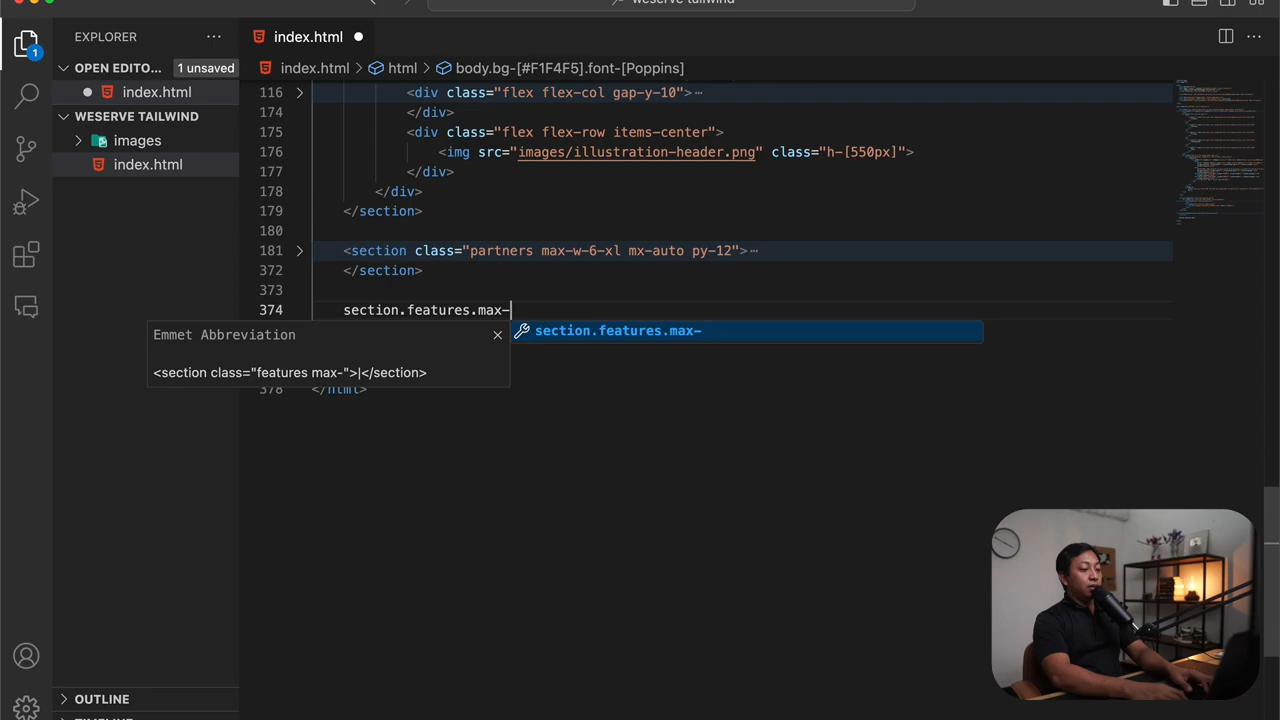 weserve tailwind
EXPLORER
index.html
OPEN EDITO...
1 unsaved
index.html > html > body.bg-[#F1F4F5].font-[Poppins]
index.html
WESERVE TAILWIND
images
index.html
1
116 <div class="flex flex-col gap-y-10">
174 </div>
175 <div class="flex flex-row items-center">
176 <img src="images/illustration-header.png" class="h-[550px]">
177 </div>
178 </div>
179 </section>
180
181 <section class="partners max-w-6-xl mx-auto py-12">
372 </section>
373
374 section.features.max-
Emmet Abbreviation
section.features.max-
<section class="features max-">|</section>
378 </html>
OUTLINE